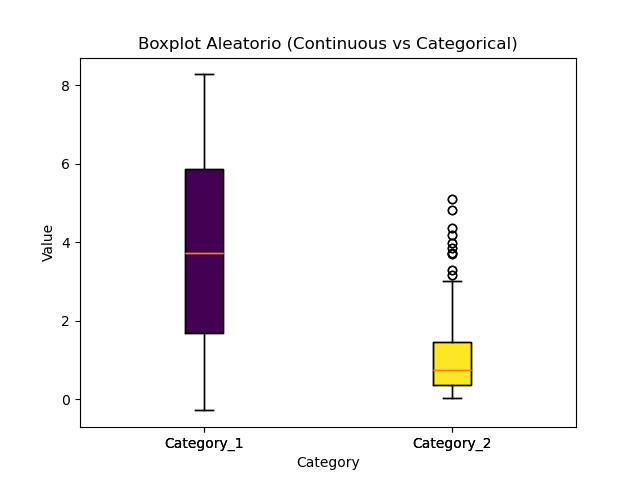 Boxplot Aleatorio (Continuous vs Categorical)
8
6
4
2
0
Value
Category_1
Category_2
Category